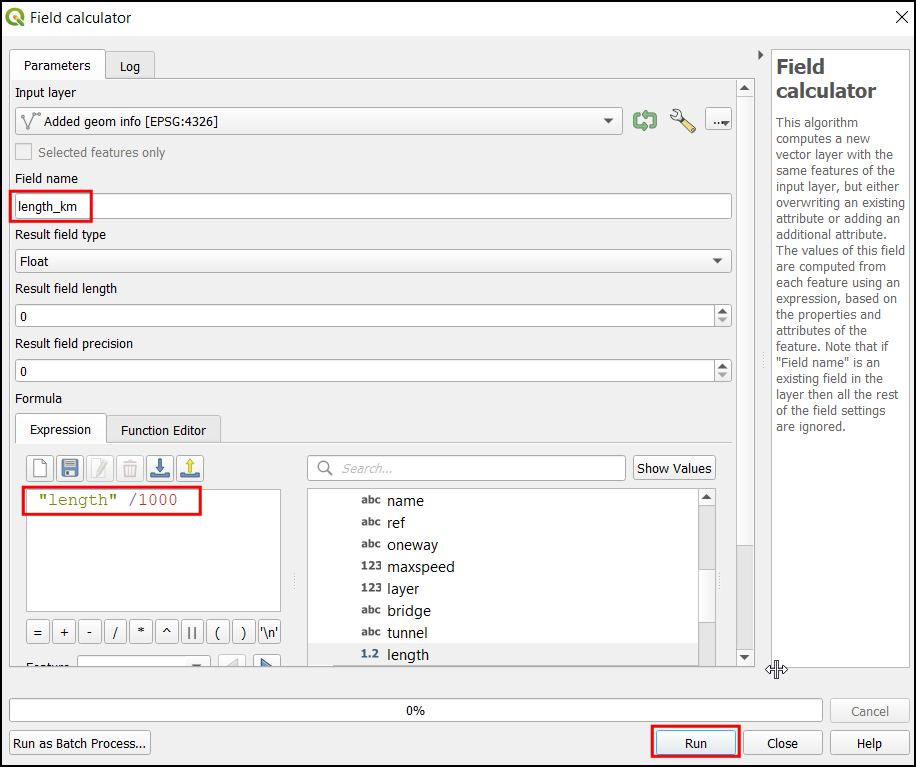 Field calculator
Parameters
Log
Input layer
Added geom info [EPSG:4326]
...
Selected features only
Field name
length_km
Result field type
Float
Result field length
0
Result field precision
0
Formula
Expression
Function Editor
Search...
Show Values
"length" /1000
abc name
abc ref
abc oneway
123 maxspeed
123 layer
abc bridge
abc tunnel
1.2 length
= + - / * ^ || ( ) '\n'
Feature
Field
calculator
This algorithm
computes a new
vector layer with the
same features of the
input layer, but either
overwriting an existing
attribute or adding an
additional attribute.
The values of this field
are computed from
each feature using an
expression, based on
the properties and
attributes of the
feature. Note that if
"Field name" is an
existing field in the
layer then all the rest
of the field settings
are ignored.
0%
Cancel
Run as Batch Process...
Run
Close
Help